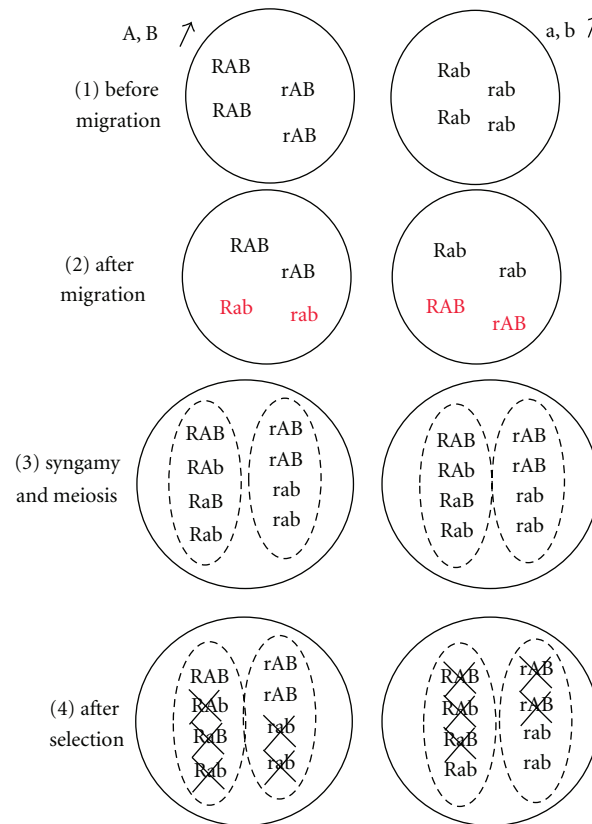 A, B
a, b
(1) before
migration
RAB
rAB
RAB
rAB
Rab
rab
Rab
rab
(2) after
migration
RAB
rAB
Rab
rab
Rab
rab
RAB
rAB
(3) syngamy
and meiosis
RAB
RAb
RaB
Rab
rAB
rAB
rab
rab
RAB
RAb
RaB
Rab
rAB
rAB
rab
rab
(4) after
selection
RAB
RAb
RaB
Rab
rAB
rAB
rab
rab
RAB
RAb
RaB
Rab
rAB
rAB
rab
rab